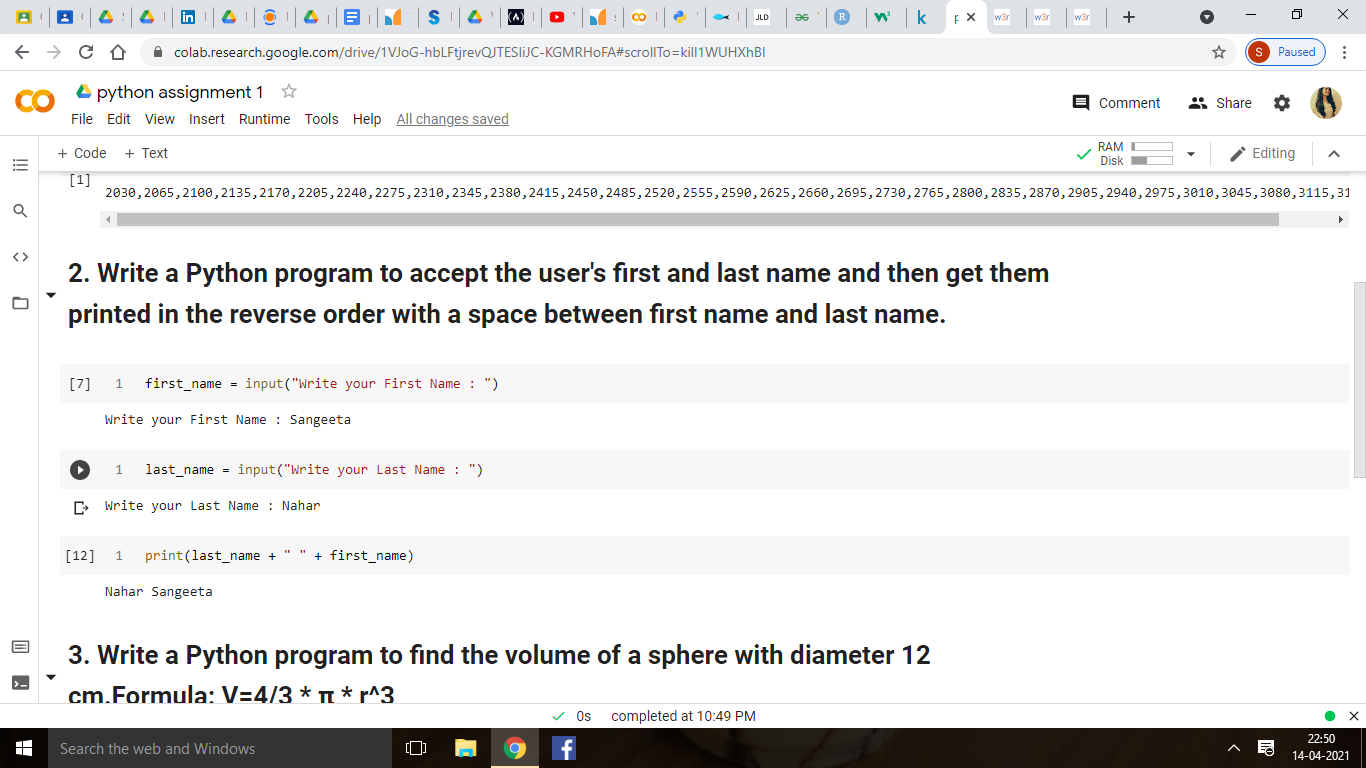 JLD
w3r
w3r
w3r
colab.research.google.com/drive/1VJoG-hbLFtjrevQJTESIiJC-KGMRHoFA#scrollTo=kill1WUHXhBI
S Paused
python assignment 1
Comment
Share
File Edit View Insert Runtime Tools Help All changes saved
+ Code + Text
RAM
Disk
Editing
[1]
2030,2065,2100,2135,2170,2205,2240,2275,2310,2345,2380,2415,2450,2485,2520,2555,2590,2625,2660,2695,2730,2765,2800,2835,2870,2905,2940,2975,3010,3045,3080,3115,31
2. Write a Python program to accept the user's first and last name and then get them
printed in the reverse order with a space between first name and last name.
[7] 1 first_name = input("Write your First Name : ")
Write your First Name : Sangeeta
1 last_name = input("Write your Last Name : ")
Write your Last Name : Nahar
[12] 1 print(last_name + " " + first_name)
Nahar Sangeeta
3. Write a Python program to find the volume of a sphere with diameter 12
cm.Formula: V=4/3 * π * r^3
0s completed at 10:49 PM
Search the web and Windows
22:50
14-04-2021